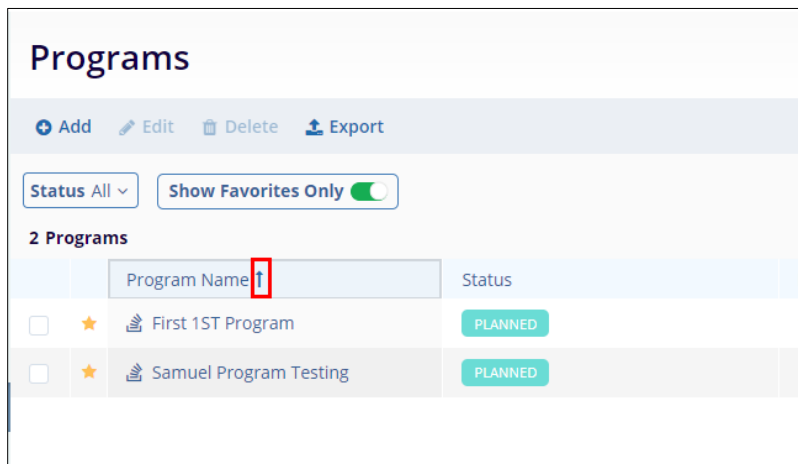 Programs
Add Edit Delete Export
Status All Show Favorites Only
2 Programs
Program Name Status
First 1ST Program PLANNED
Samuel Program Testing PLANNED